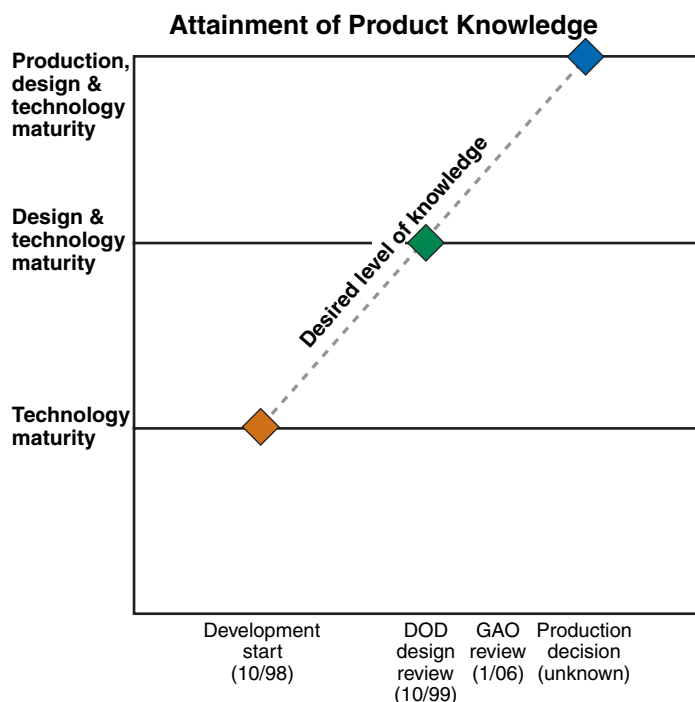 Attainment of Product Knowledge
Production,
design &
technology
maturity
Design &
technology
maturity
Technology
maturity
Desired level of knowledge
Development
start
(10/98)
DOD
design
review
(10/99)
GAO
review
(1/06)
Production
decision
(unknown)